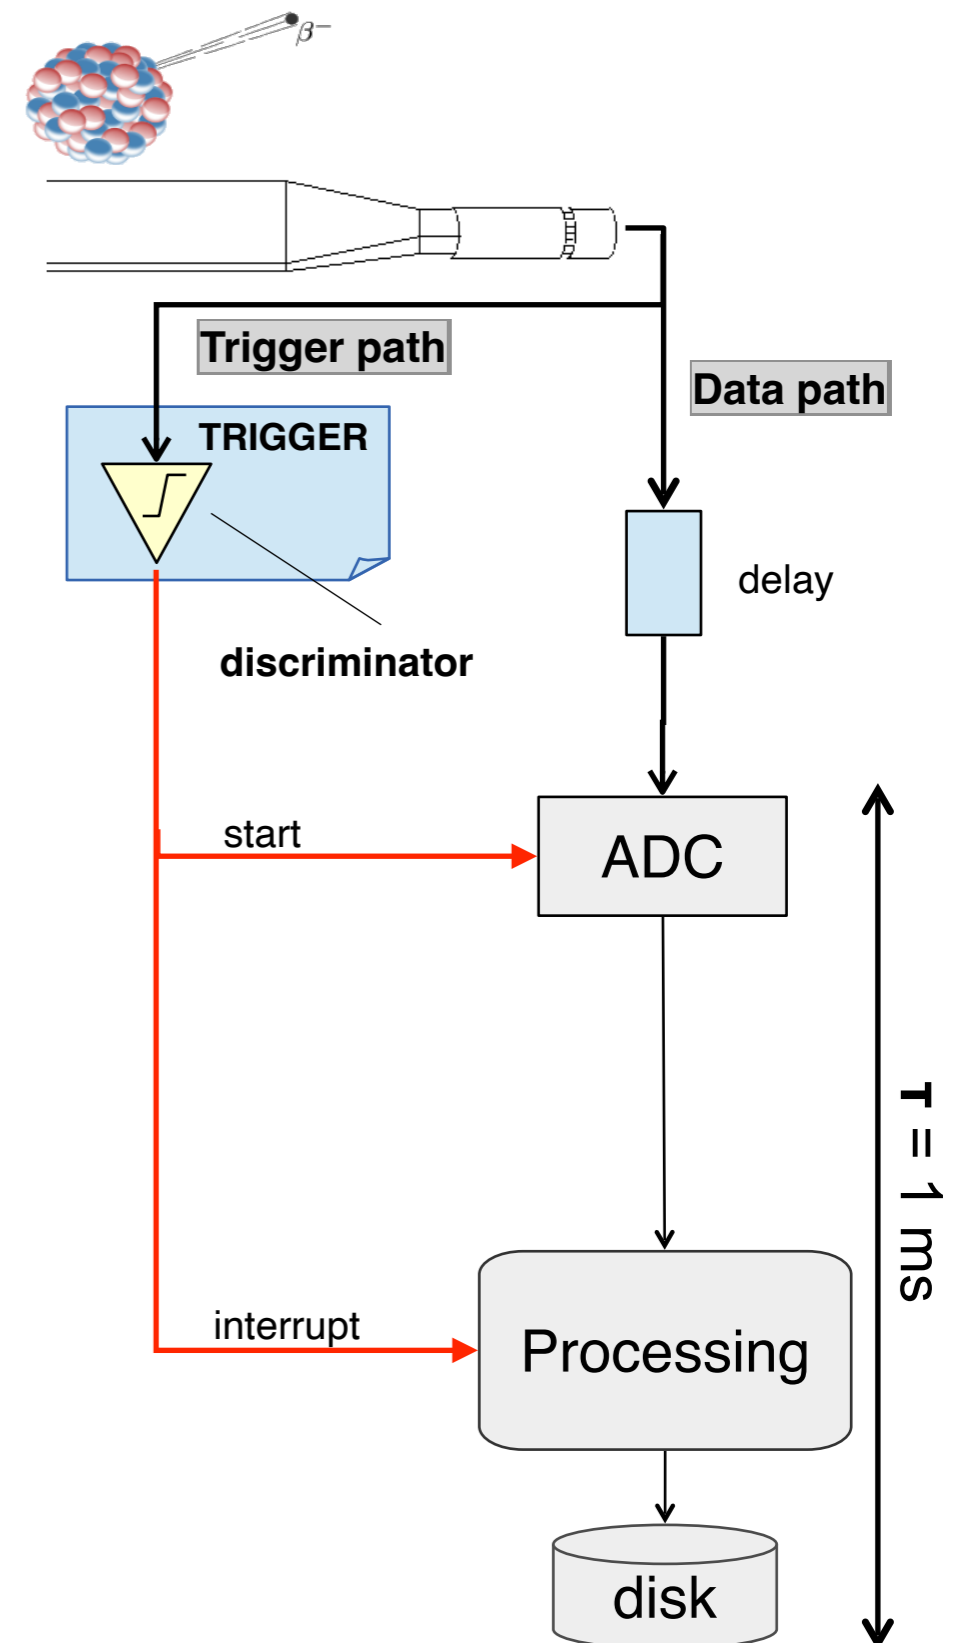 β−
Trigger path
Data path
TRIGGER
delay
discriminator
start
ADC
τ = 1 ms
interrupt
Processing
disk